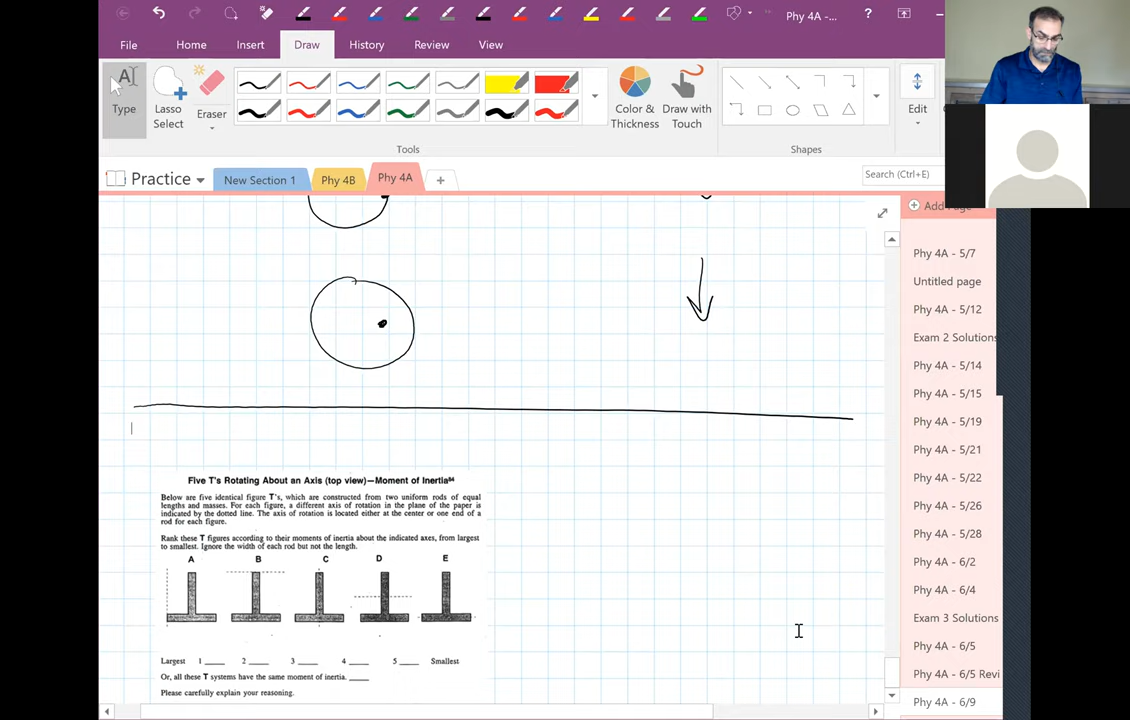 Phy 4A -...
?
File
Home
Insert
Draw
History
Review
View
Type
Lasso Select
Eraser
Color & Thickness
Draw with Touch
Edit
Tools
Shapes
Practice
New Section 1
Phy 4B
Phy 4A
+
Search (Ctrl+E)
Add Page
Phy 4A - 5/7
Untitled page
Phy 4A - 5/12
Exam 2 Solutions
Phy 4A - 5/14
Phy 4A - 5/15
Phy 4A - 5/19
Phy 4A - 5/21
Phy 4A - 5/22
Phy 4A - 5/26
Phy 4A - 5/28
Phy 4A - 6/2
Phy 4A - 6/4
Exam 3 Solutions
Phy 4A - 6/5
Phy 4A - 6/5 Revi
Phy 4A - 6/9
Five T's Rotating About an Axis (top view)—Moment of Inertia⁸⁴
Below are five identical figure T's, which are constructed from two uniform rods of equal
lengths and masses. For each figure, a different axis of rotation in the plane of the paper is
indicated by the dotted line. The axis of rotation is located either at the center or one end of a
rod for each figure.
Rank these T figures according to their moments of inertia about the indicated axes, from largest
to smallest. Ignore the width of each rod but not the length.
A B C D E
Largest 1 ____ 2 ____ 3 ____ 4 ____ 5 ____ Smallest
Or, all these T systems have the same moment of inertia. ____
Please carefully explain your reasoning.